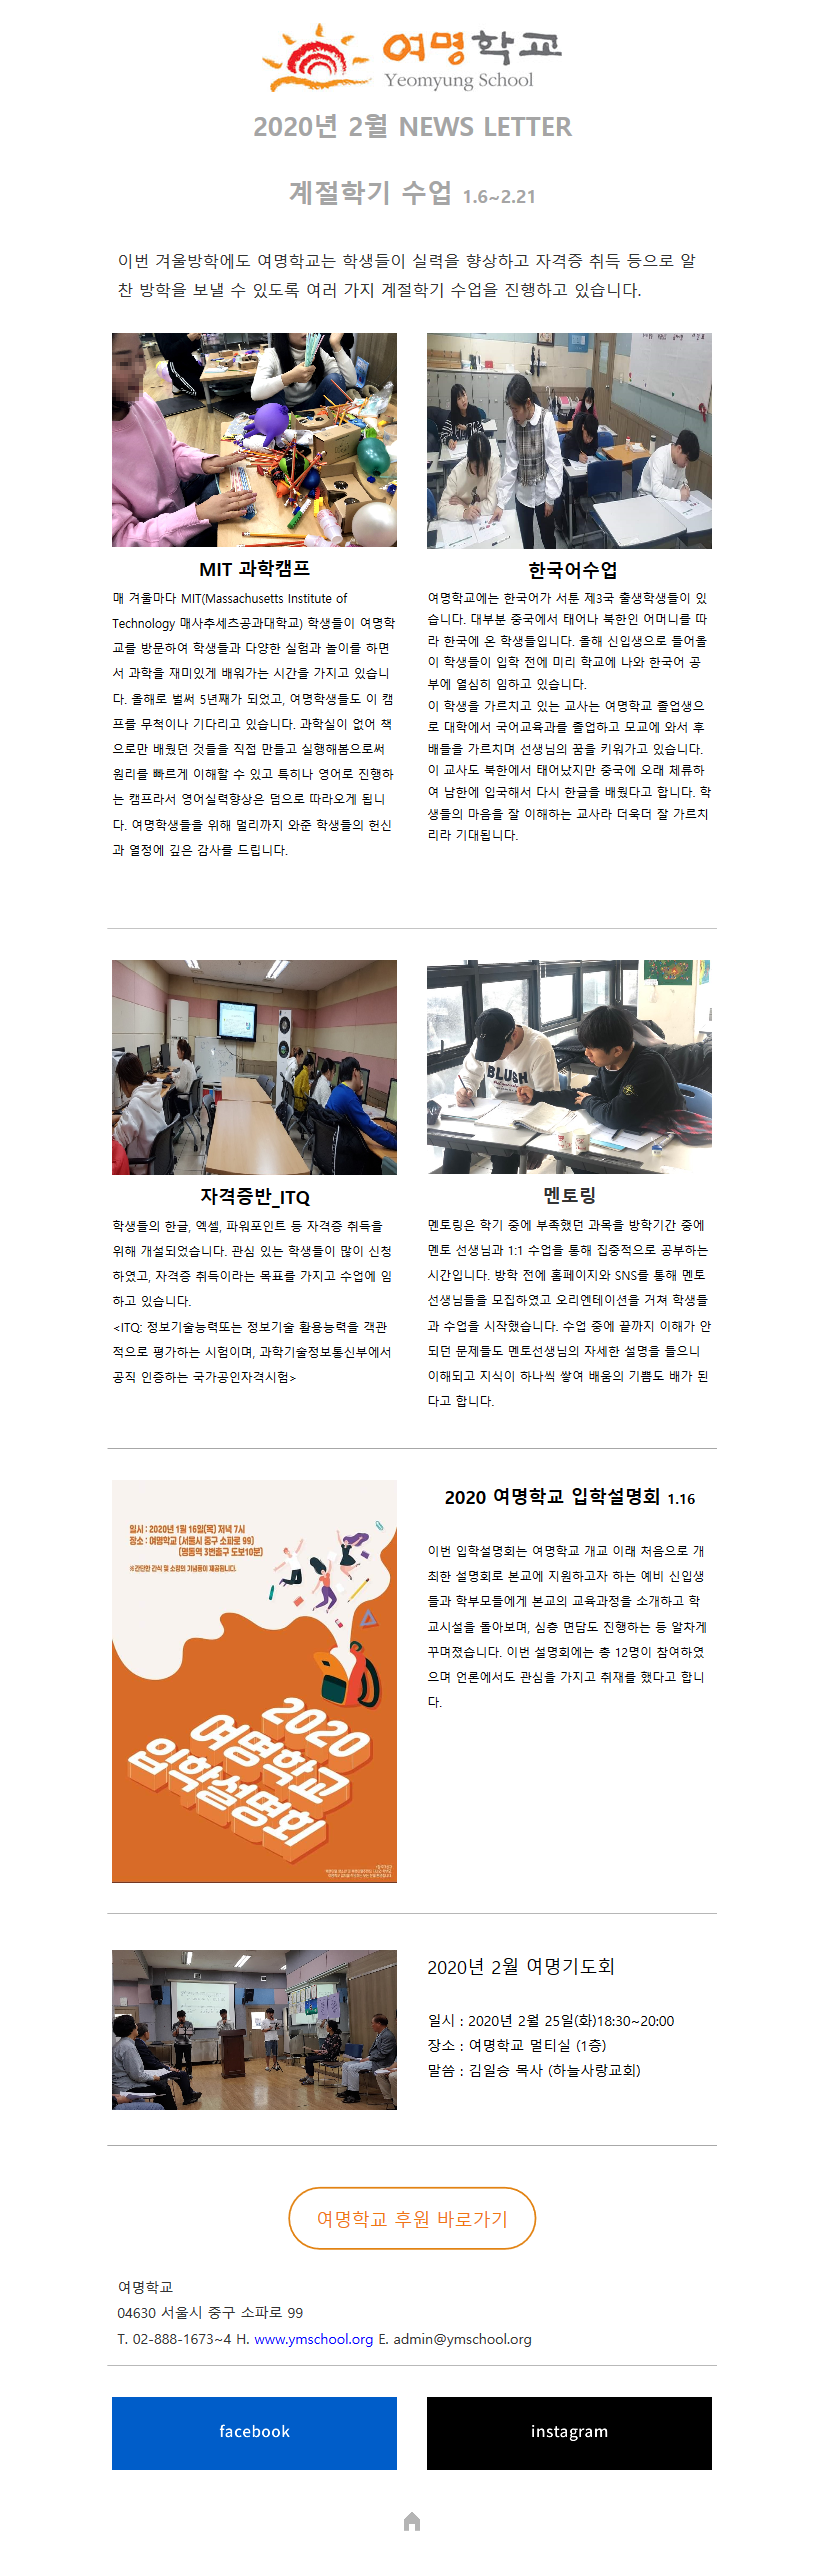 여명학교
Yeomyung School
2020년 2월 NEWS LETTER
계절학기 수업 1.6~2.21
이번 겨울방학에도 여명학교는 학생들이 실력을 향상하고 자격증 취득 등으로 알
찬 방학을 보낼 수 있도록 여러 가지 계절학기 수업을 진행하고 있습니다.
MIT 과학캠프
매 겨울마다 MIT(Massachusetts Institute of
Technology 매사추세츠공과대학교) 학생들이 여명학
교를 방문하여 학생들과 다양한 실험과 놀이를 하면
서 과학을 재미있게 배워가는 시간을 가지고 있습니
다. 올해로 벌써 5년째가 되었고, 여명학생들도 이 캠
프를 무척이나 기다리고 있습니다. 과학실이 없어 책
으로만 배웠던 것들을 직접 만들고 실행해봄으로써
원리를 빠르게 이해할 수 있고 특히나 영어로 진행하
는 캠프라서 영어실력향상은 덤으로 따라오게 됩니
다. 여명학생들을 위해 멀리까지 와준 학생들의 헌신
과 열정에 깊은 감사를 드립니다.
한국어수업
여명학교에는 한국어가 서툰 제3국 출생학생들이 있
습니다. 대부분 중국에서 태어나 북한인 어머니를 따
라 한국에 온 학생들입니다. 올해 신입생으로 들어올
이 학생들이 입학 전에 미리 학교에 나와 한국어 공
부에 열심히 임하고 있습니다.
이 학생을 가르치고 있는 교사는 여명학교 졸업생으
로 대학에서 국어교육과를 졸업하고 모교에 와서 후
배들을 가르치며 선생님의 꿈을 키워가고 있습니다.
이 교사도 북한에서 태어났지만 중국에 오래 체류하
여 남한에 입국해서 다시 한글을 배웠다고 합니다. 학
생들의 마음을 잘 이해하는 교사라 더욱더 잘 가르치
리라 기대됩니다.
자격증반_ITQ
학생들의 한글, 엑셀, 파워포인트 등 자격증 취득을
위해 개설되었습니다. 관심 있는 학생들이 많이 신청
하였고, 자격증 취득이라는 목표를 가지고 수업에 임
하고 있습니다.
<ITQ: 정보기술능력또는 정보기술 활용능력을 객관
적으로 평가하는 시험이며, 과학기술정보통신부에서
공직 인증하는 국가공인자격시험>
BLUSH
멘토링
멘토링은 학기 중에 부족했던 과목을 방학기간 중에
멘토 선생님과 1:1 수업을 통해 집중적으로 공부하는
시간입니다. 방학 전에 홈페이지와 SNS를 통해 멘토
선생님들을 모집하였고 오리엔테이션을 거쳐 학생들
과 수업을 시작했습니다. 수업 중에 끝까지 이해가 안
되던 문제들도 멘토선생님의 자세한 설명을 들으니
이해되고 지식이 하나씩 쌓여 배움의 기쁨도 배가 된
다고 합니다.
일시 : 2020년 1월 16일(목) 저녁 7시
장소 : 여명학교 (서울시 중구 소파로 99)
(명동역 3번출구 도보10분)
※간단한 간식 및 소정의 기념품이 제공됩니다.
2020
여명학교
입학설명회
2020 여명학교 입학설명회 1.16
이번 입학설명회는 여명학교 개교 이래 처음으로 개
최한 설명회로 본교에 지원하고자 하는 예비 신입생
들과 학부모들에게 본교의 교육과정을 소개하고 학
교시설을 돌아보며, 심층 면담도 진행하는 등 알차게
꾸며졌습니다. 이번 설명회에는 총 12명이 참여하였
으며 언론에서도 관심을 가지고 취재를 했다고 합니
다.
2020년 2월 여명기도회
일시 : 2020년 2월 25일(화)18:30~20:00
장소 : 여명학교 멀티실 (1층)
말씀 : 김일승 목사 (하늘사랑교회)
여명학교 후원 바로가기
여명학교
04630 서울시 중구 소파로 99
T. 02-888-1673~4 H. www.ymschool.org E. admin@ymschool.org
facebook
instagram